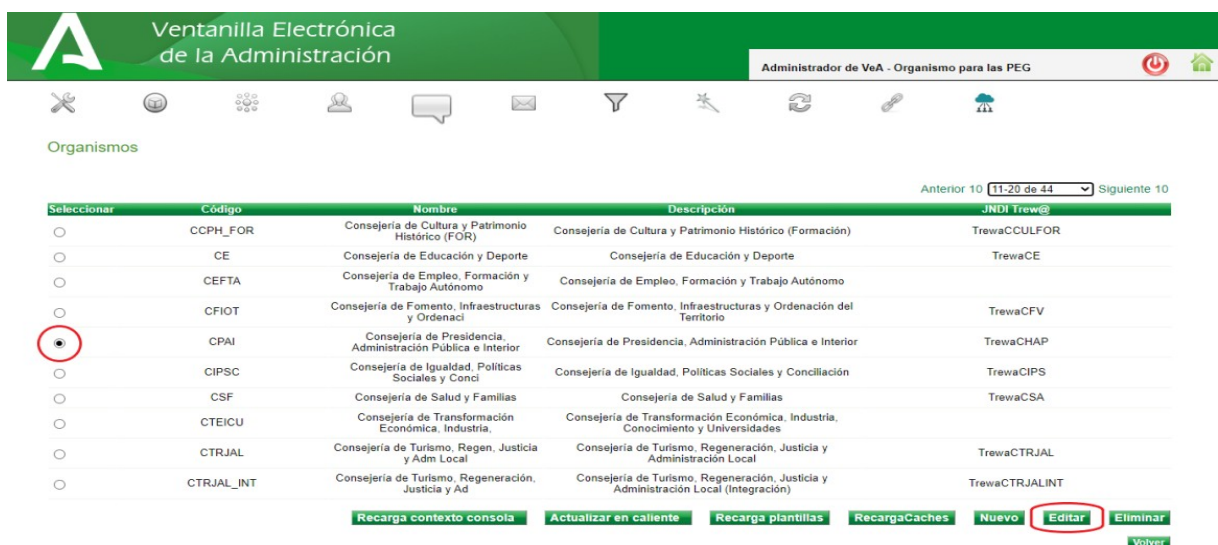 Ventanilla Electrónica
de la Administración
Administrador de VeA - Organismo para las PEG
Organismos
Anterior 10 11-20 de 44 Siguiente 10
Seleccionar Código Nombre Descripción JNDI Trew@
CCPH_FOR Consejería de Cultura y Patrimonio Histórico (FOR) Consejería de Cultura y Patrimonio Histórico (Formación) TrewaCCULFOR
CE Consejería de Educación y Deporte Consejería de Educación y Deporte TrewaCE
CEFTA Consejería de Empleo, Formación y Trabajo Autónomo Consejería de Empleo, Formación y Trabajo Autónomo
CFIOT Consejería de Fomento, Infraestructuras y Ordenaci Consejería de Fomento, Infraestructuras y Ordenación del Territorio TrewaCFV
CPAI Consejería de Presidencia, Administración Pública e Interior Consejería de Presidencia, Administración Pública e Interior TrewaCHAP
CIPSC Consejería de Igualdad, Políticas Sociales y Conci Consejería de Igualdad, Políticas Sociales y Conciliación TrewaCIPS
CSF Consejería de Salud y Familias Consejería de Salud y Familias TrewaCSA
CTEICU Consejería de Transformación Económica, Industria, Consejería de Transformación Económica, Industria, Conocimiento y Universidades
CTRJAL Consejería de Turismo, Regen, Justicia y Adm Local Consejería de Turismo, Regeneración, Justicia y Administración Local TrewaCTRJAL
CTRJAL_INT Consejería de Turismo, Regeneración, Justicia y Ad Consejería de Turismo, Regeneración, Justicia y Administración Local (Integración) TrewaCTRJALINT
Recarga contexto consola Actualizar en caliente Recarga plantillas RecargaCaches Nuevo Editar Eliminar
Volver